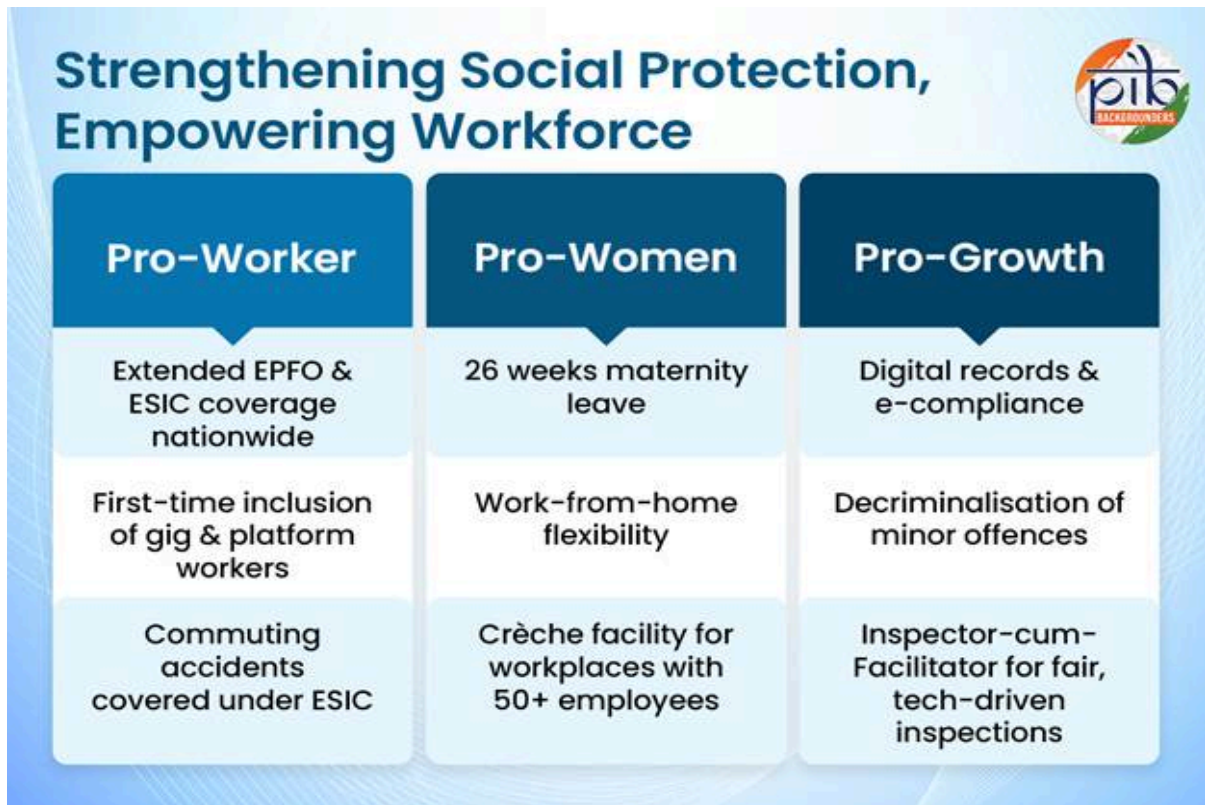 Strengthening Social Protection,
Empowering Workforce
pib
BACKGROUNDERS
Pro-Worker
Extended EPFO &
ESIC coverage
nationwide
First-time inclusion
of gig & platform
workers
Commuting
accidents
covered under ESIC
Pro-Women
26 weeks maternity
leave
Work-from-home
flexibility
Crèche facility for
workplaces with
50+ employees
Pro-Growth
Digital records &
e-compliance
Decriminalisation of
minor offences
Inspector-cum-
Facilitator for fair,
tech-driven
inspections